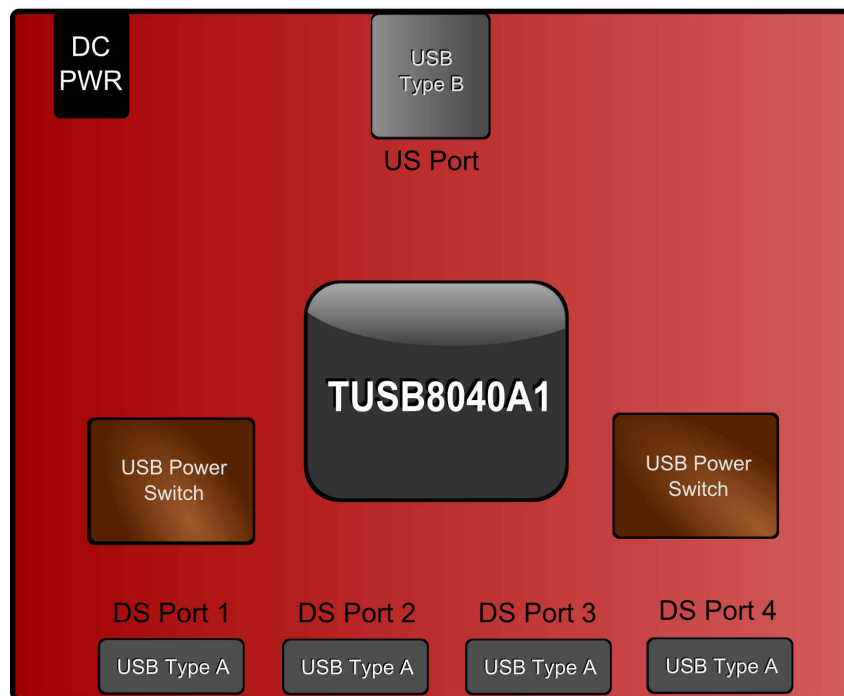 DC
PWR
USB
Type B
US Port
TUSB8040A1
USB Power
Switch
USB Power
Switch
DS Port 1
DS Port 2
DS Port 3
DS Port 4
USB Type A
USB Type A
USB Type A
USB Type A